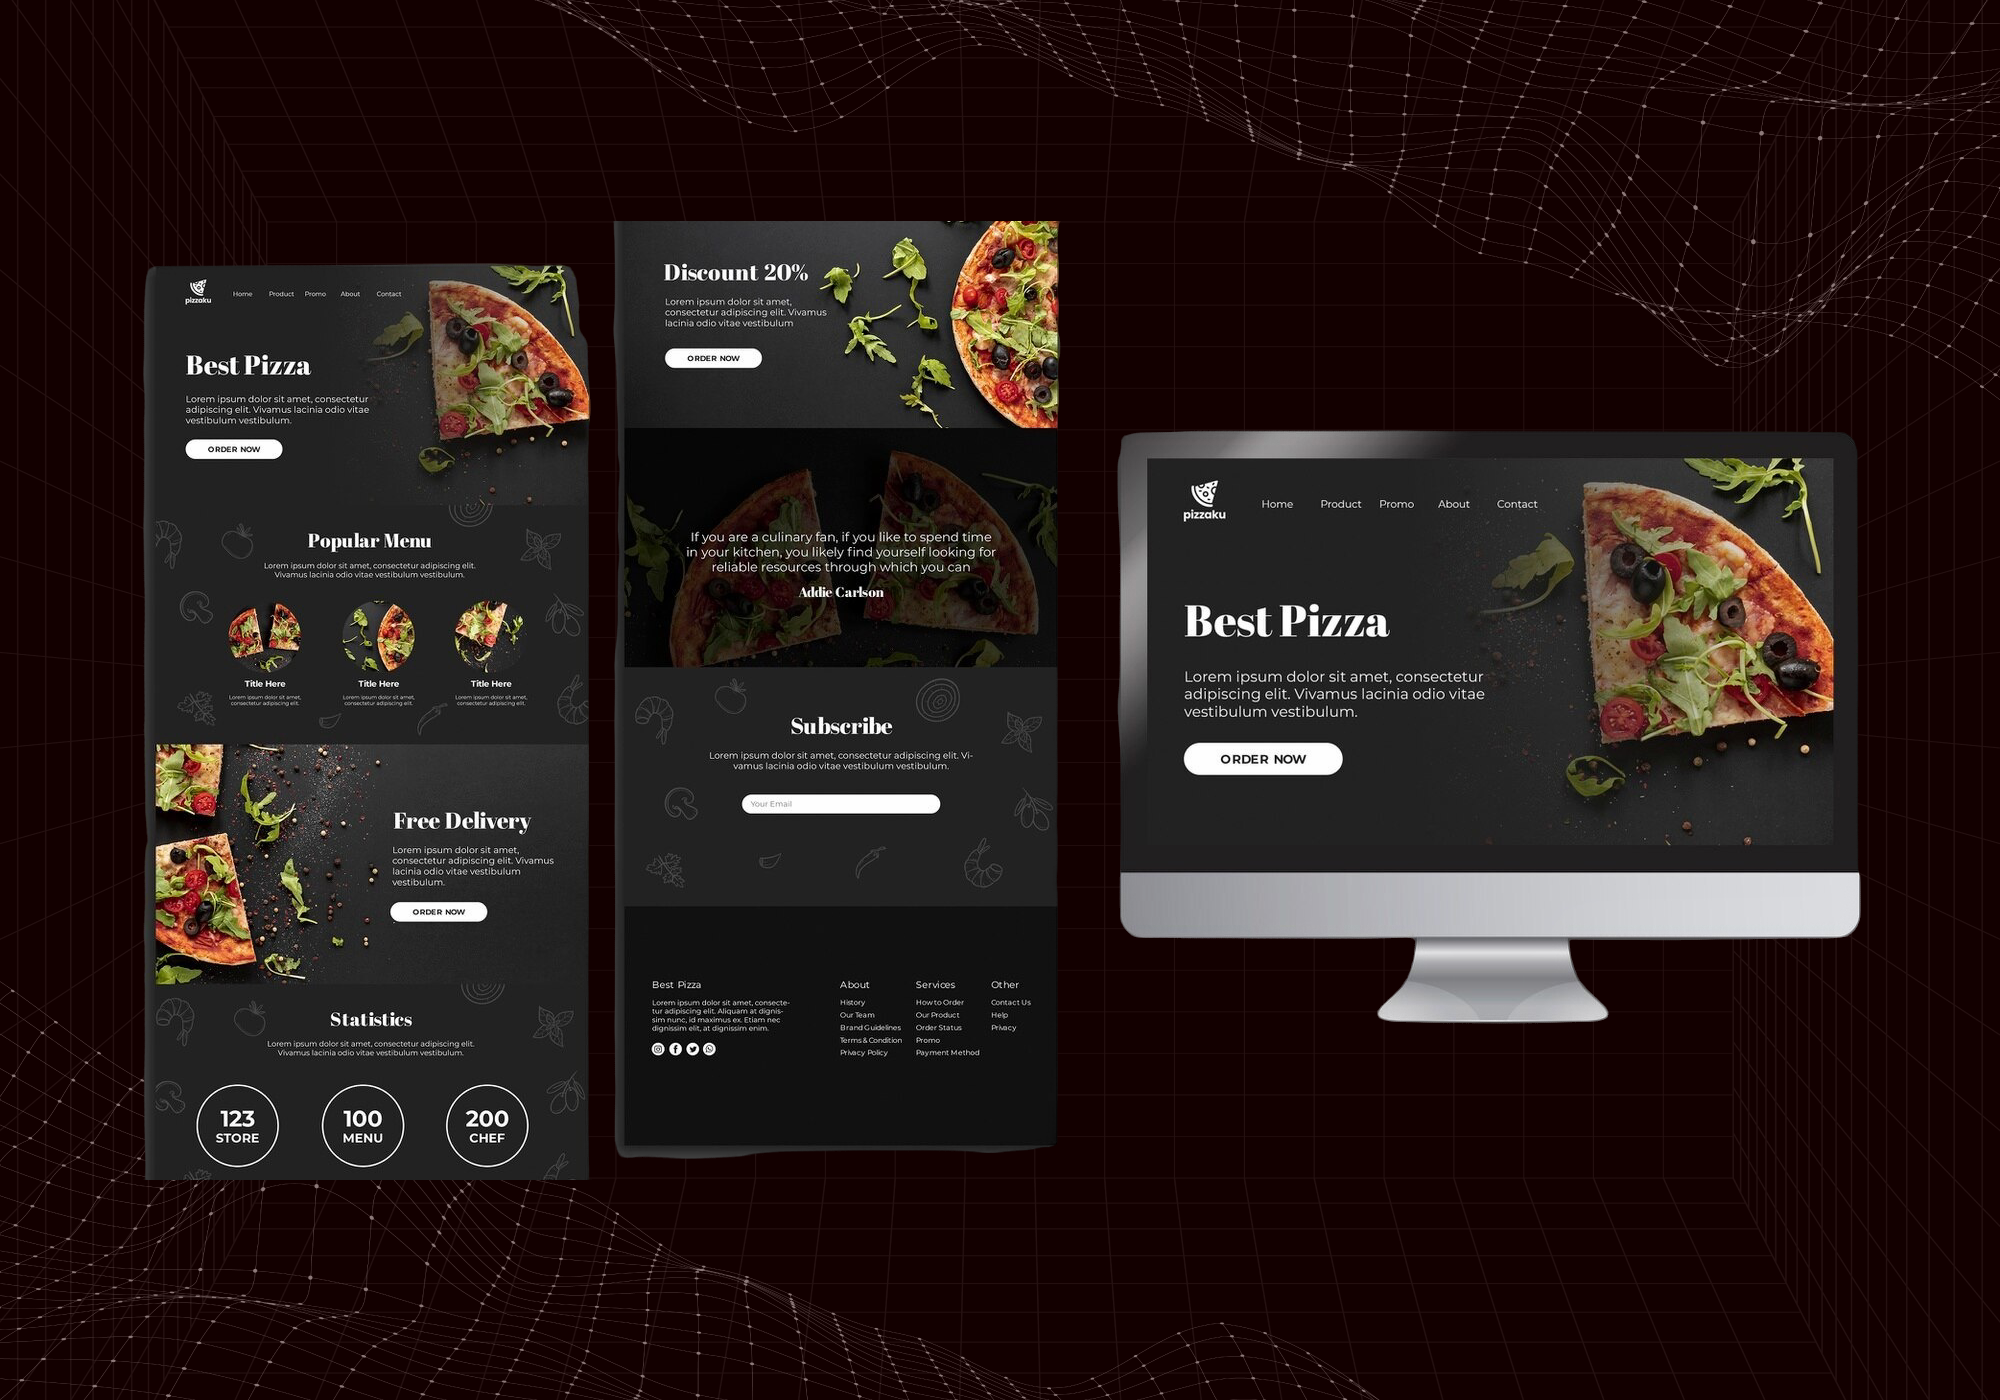 pizzaku
Home Product Promo About Contact
Best Pizza
Lorem ipsum dolor sit amet, consectetur
adipiscing elit. Vivamus lacinia odio vitae
vestibulum vestibulum.
ORDER NOW
Popular Menu
Lorem ipsum dolor sit amet, consectetur adipiscing elit.
Vivamus lacinia odio vitae vestibulum vestibulum.
Title Here
Lorem ipsum dolor sit amet,
consectetur adipiscing elit.
Title Here
Lorem ipsum dolor sit amet,
consectetur adipiscing elit.
Title Here
Lorem ipsum dolor sit amet,
consectetur adipiscing elit.
Free Delivery
Lorem ipsum dolor sit amet,
consectetur adipiscing elit. Vivamus
lacinia odio vitae vestibulum
vestibulum.
ORDER NOW
Statistics
Lorem ipsum dolor sit amet, consectetur adipiscing elit.
Vivamus lacinia odio vitae vestibulum vestibulum.
123
STORE
100
MENU
200
CHEF
Discount 20%
Lorem ipsum dolor sit amet,
consectetur adipiscing elit. Vivamus
lacinia odio vitae vestibulum
ORDER NOW
If you are a culinary fan, if you like to spend time
in your kitchen, you likely find yourself looking for
reliable resources through which you can
Addie Carlson
Subscribe
Lorem ipsum dolor sit amet, consectetur adipiscing elit. Vi-
vamus lacinia odio vitae vestibulum vestibulum.
Your Email
Best Pizza
Lorem ipsum dolor sit amet, consecte-
tur adipiscing elit. Aliquam at dignis-
sim nunc, id maximus ex. Etiam nec
dignissim elit, at dignissim enim.
About
History
Our Team
Brand Guidelines
Terms & Condition
Privacy Policy
Services
How to Order
Our Product
Order Status
Promo
Payment Method
Other
Contact Us
Help
Privacy
pizzaku
Home Product Promo About Contact
Best Pizza
Lorem ipsum dolor sit amet, consectetur
adipiscing elit. Vivamus lacinia odio vitae
vestibulum vestibulum.
ORDER NOW